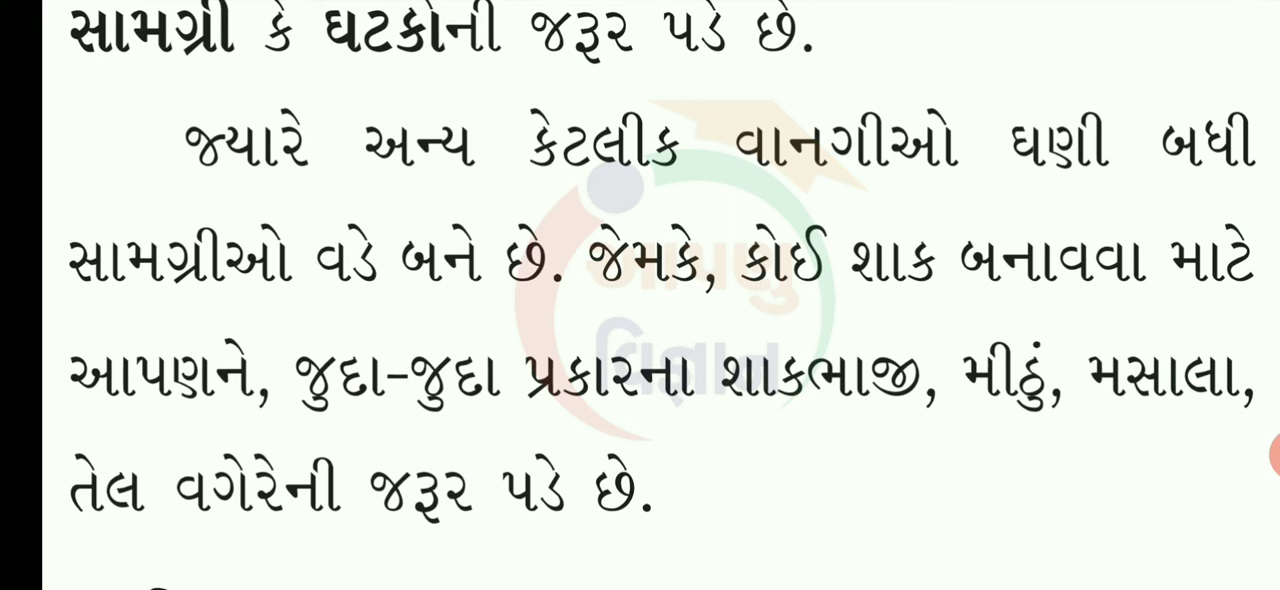 સામગ્રી કે ઘટકોની જરૂર પડે છે.
જ્યારે અન્ય કેટલીક વાનગીઓ ઘણી બધી
સામગ્રીઓ વડે બને છે. જેમકે, કોઈ શાક બનાવવા માટે
આપણને, જુદા-જુદા પ્રકારના શાકભાજી, મીઠું, મસાલા,
તેલ વગેરેની જરૂર પડે છે.
આપણુ
વિજ્ઞાન